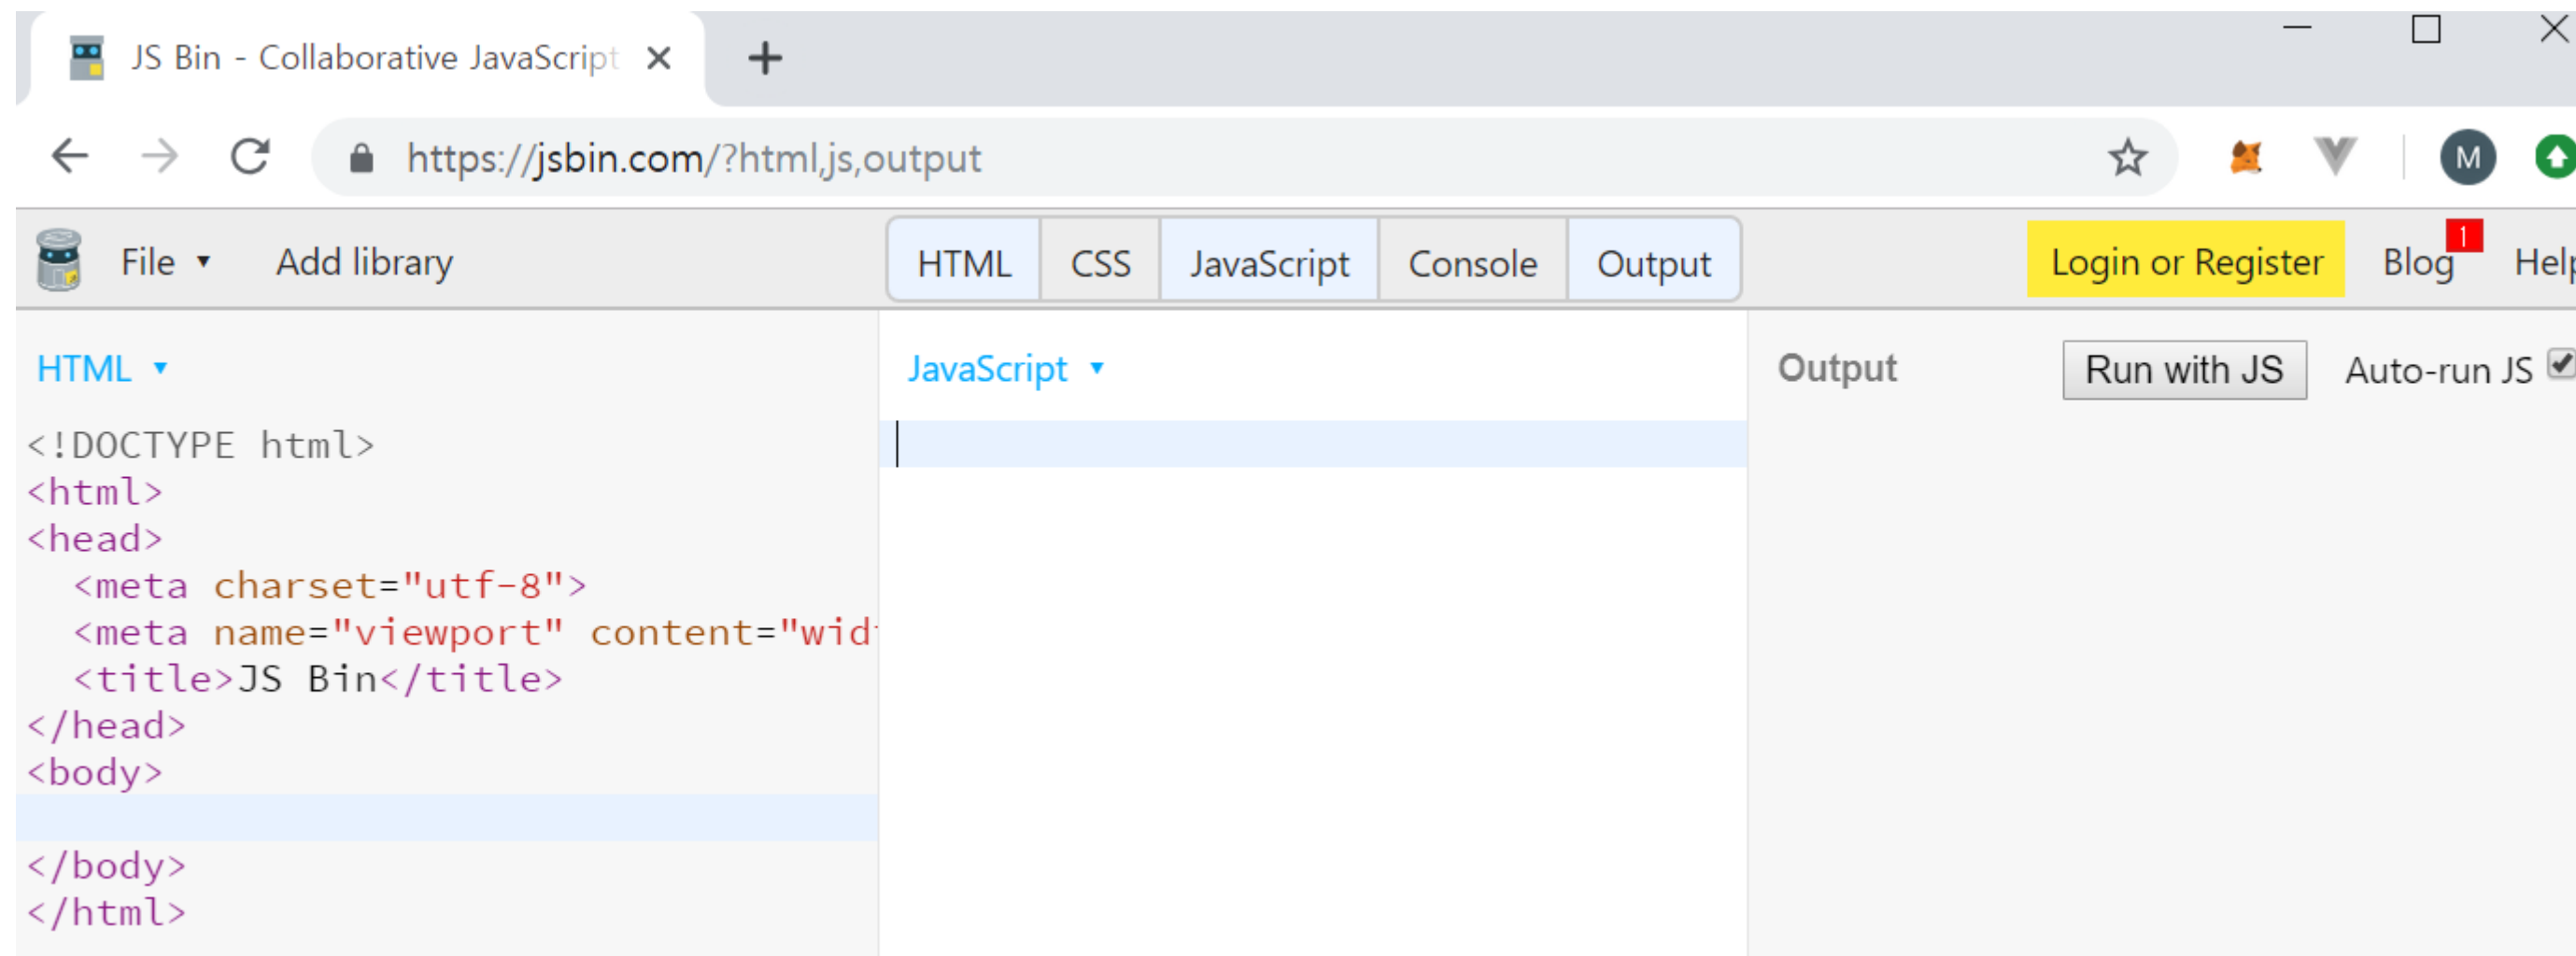 JS Bin - Collaborative JavaScript
https://jsbin.com/?html,js,output
M
File Add library HTML CSS JavaScript Console Output Login or Register Blog 1
HTML
<!DOCTYPE html>
<html>
<head>
<meta charset="utf-8">
<meta name="viewport" content="wid
<title>JS Bin</title>
</head>
<body>
</body>
</html>
JavaScript
Output Run with JS Auto-run JS